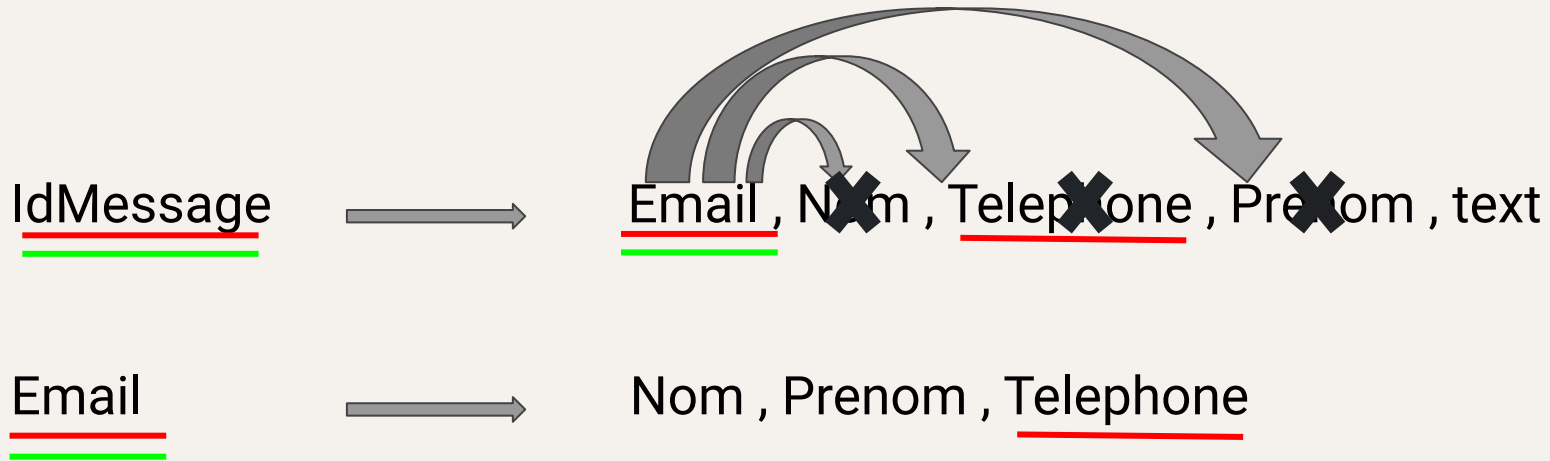 IdMessage Email , Nom , Telephone , Prenom , text
Email Nom , Prenom , Telephone